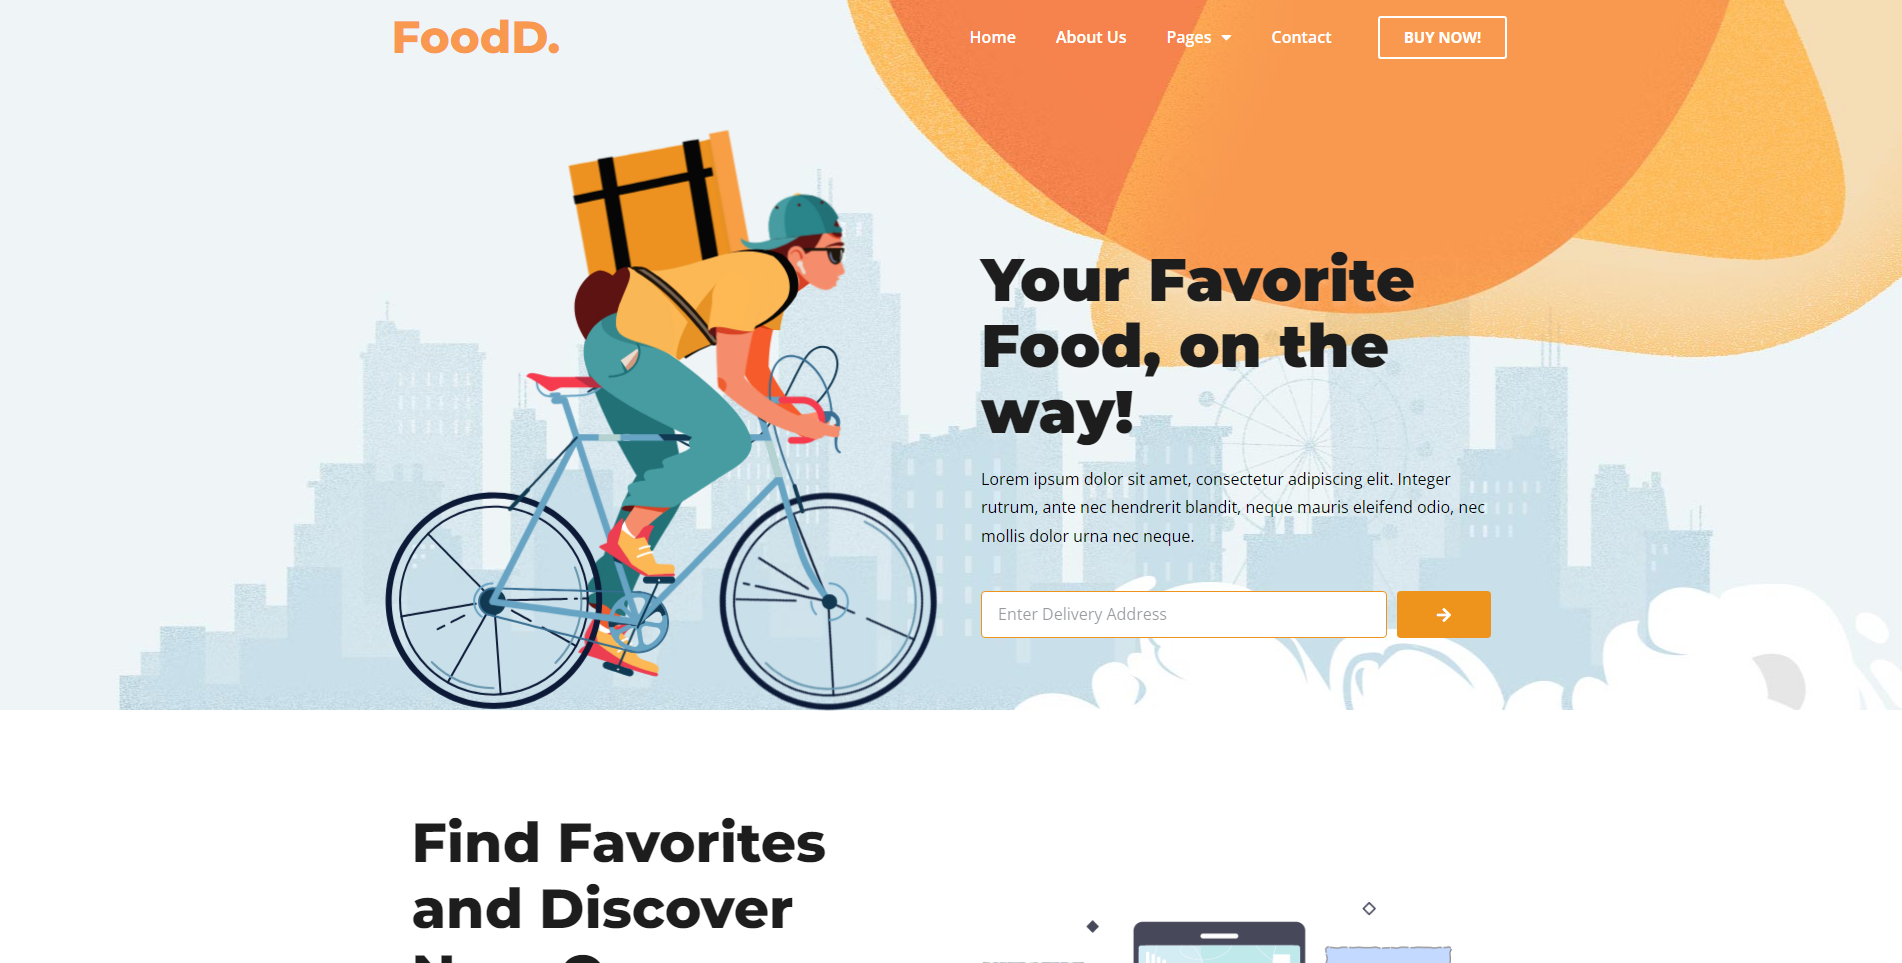 FoodD.
Home About Us Pages Contact BUY NOW!
Your Favorite
Food, on the
way!
Lorem ipsum dolor sit amet, consectetur adipiscing elit. Integer
rutrum, ante nec hendrerit blandit, neque mauris eleifend odio, nec
mollis dolor urna nec neque.
Enter Delivery Address
Find Favorites
and Discover